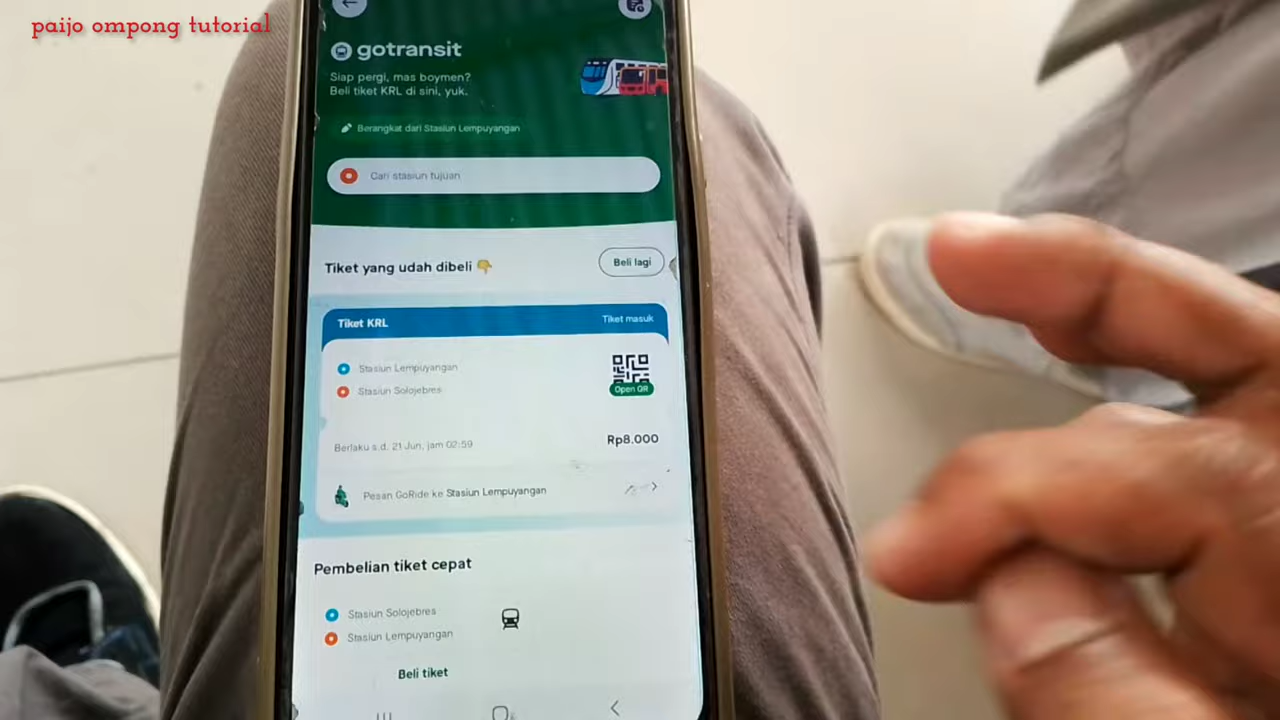 paijo ompong tutorial
gotransit
Siap pergi, mas boymen?
Beli tiket KRL di sini, yuk.
Berangkat dari Stasiun Lempuyangan
Cari stasiun tujuan
Tiket yang udah dibeli 👇
Beli lagi
Tiket KRL
Tiket masuk
Stasiun Lempuyangan
Stasiun Solojebres
Open QR
Berlaku s.d. 21 Jun, jam 02:59
Rp8.000
Pesan GoRide ke Stasiun Lempuyangan
Pembelian tiket cepat
Stasiun Solojebres
Stasiun Lempuyangan
Beli tiket